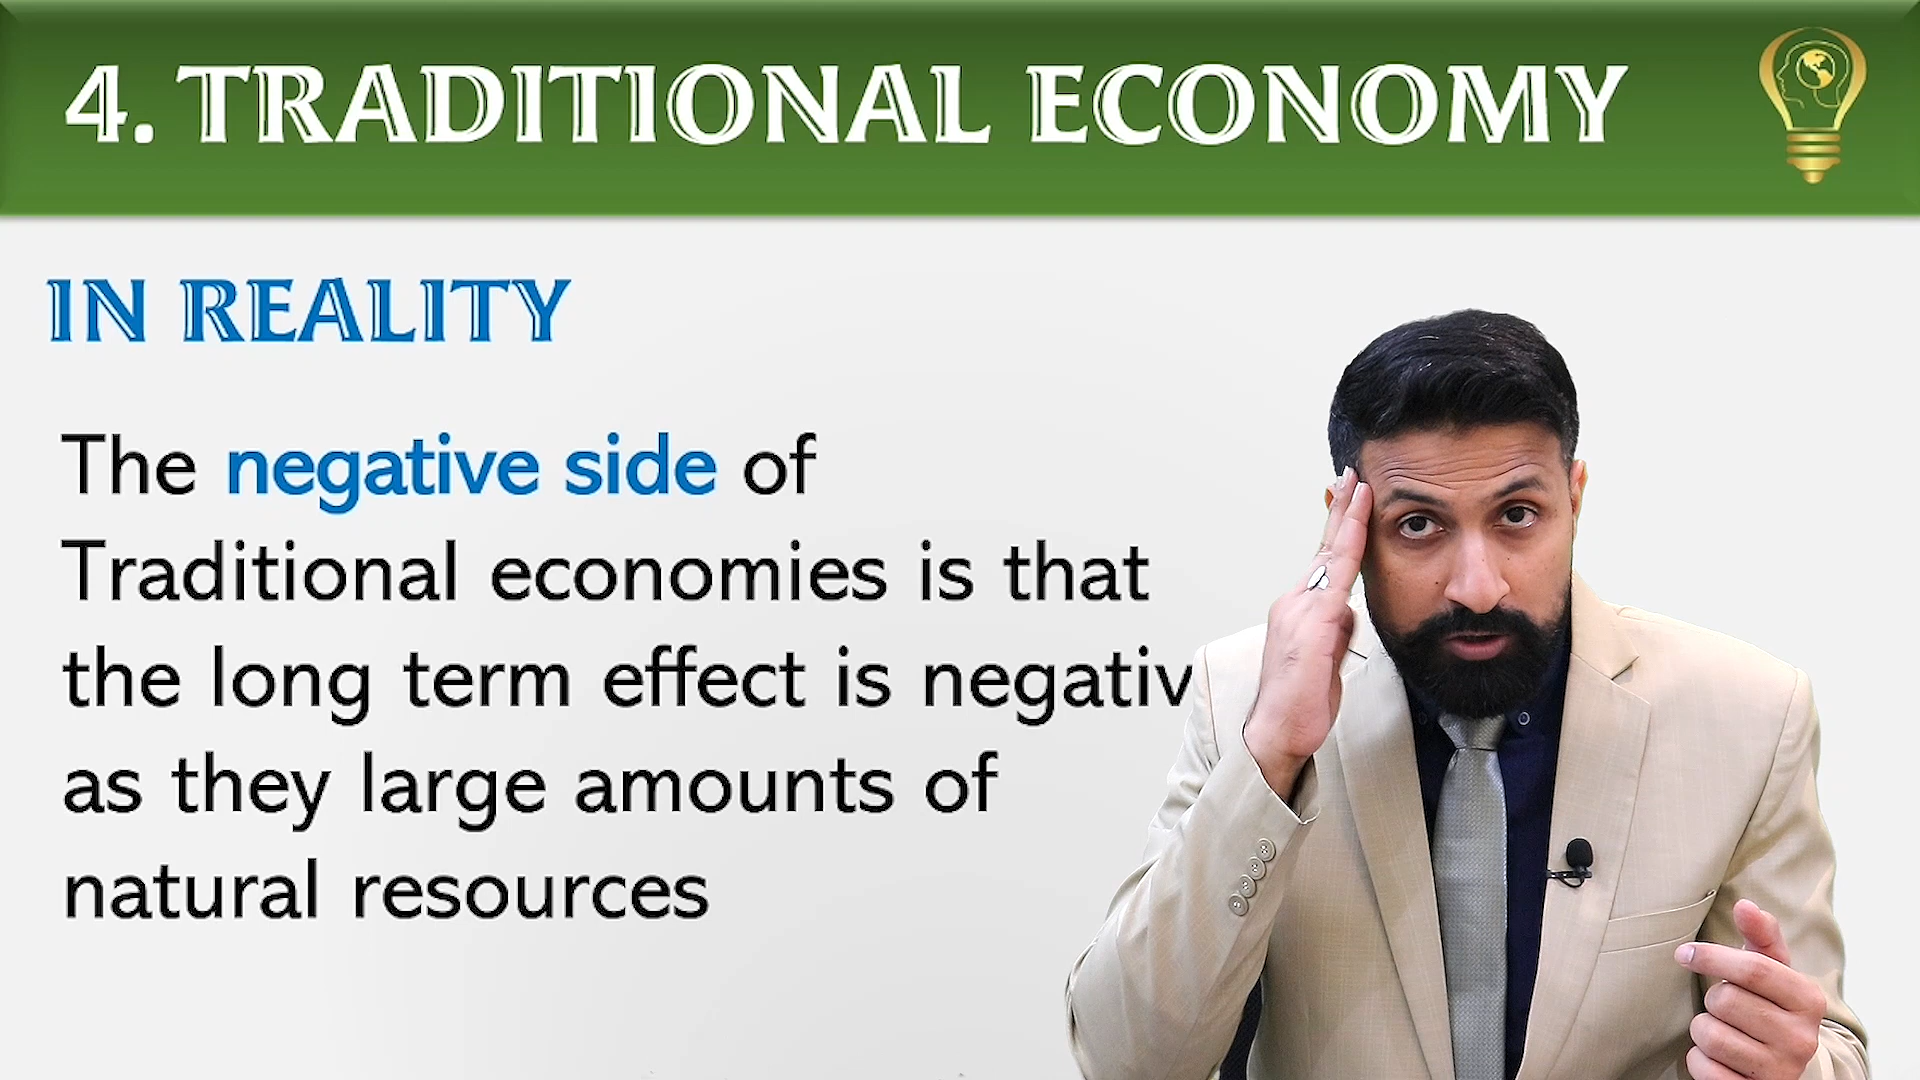 4. TRADITIONAL ECONOMY
IN REALITY
The negative side of
Traditional economies is that
the long term effect is negativ
as they large amounts of
natural resources